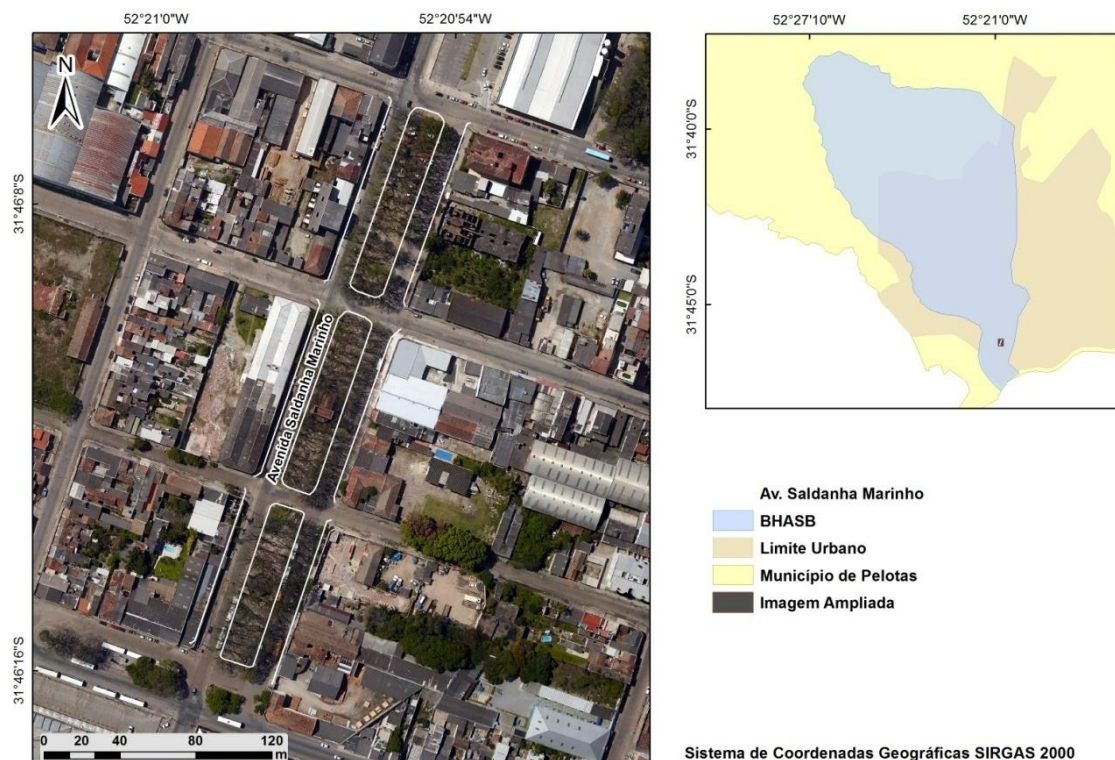 52°21'0"W
52°20'54"W
52°27'10"W
52°21'0"W
N
31°46'8"S
31°46'16"S
Avenida Saldanha Marinho
0 20 40 80 120
m
31°40'0"S
31°45'0"S
Av. Saldanha Marinho
BHASB
Limite Urbano
Município de Pelotas
Imagem Ampliada
Sistema de Coordenadas Geográficas SIRGAS 2000